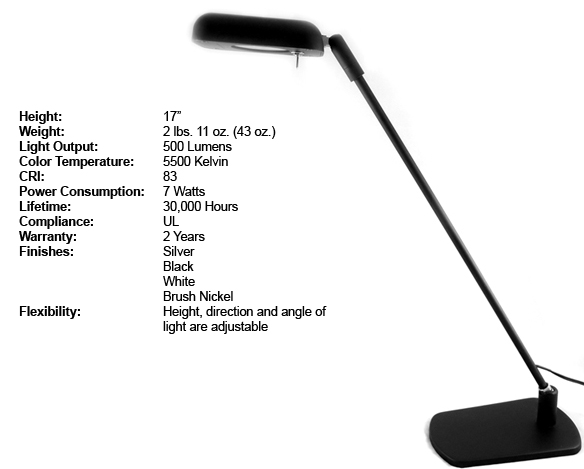 Height: 17”
Weight: 2 lbs. 11 oz. (43 oz.)
Light Output: 500 Lumens
Color Temperature: 5500 Kelvin
CRI: 83
Power Consumption: 7 Watts
Lifetime: 30,000 Hours
Compliance: UL
Warranty: 2 Years
Finishes: Silver
Black
White
Brush Nickel
Flexibility: Height, direction and angle of
light are adjustable